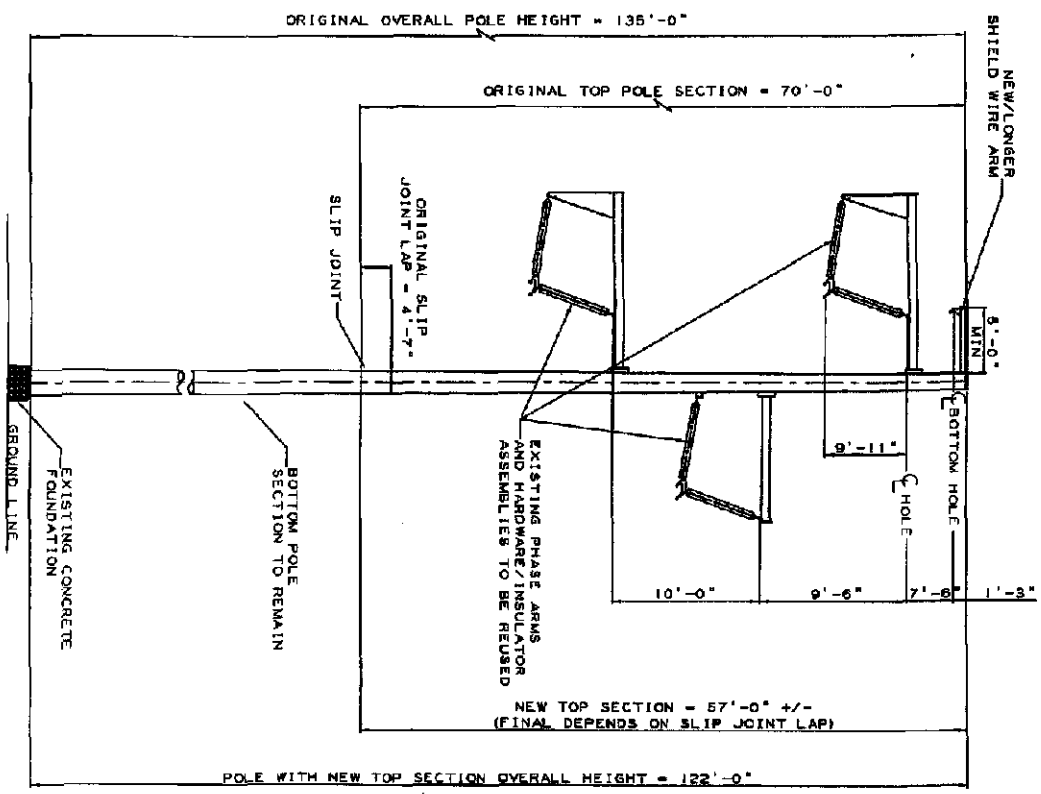 ORIGINAL OVERALL POLE HEIGHT = 135'-0"
ORIGINAL TOP POLE SECTION = 70'-0"
NEW/LONGER
SHIELD WIRE ARM
ORIGINAL SLIP
JOINT LAP = 4'-7"
SLIP JOINT
MIN
BOTTOM HOLE
9'-11"
HOLE
GROUND LINE
EXISTING CONCRETE
FOUNDATION
BOTTOM POLE
SECTION TO REMAIN
EXISTING PHASE ARMS
AND HARDWARE/INSULATOR
ASSEMBLIES TO BE REUSED
10'-0"
9'-6"
7'-6"
1'-3"
NEW TOP SECTION = 57'-0" +/-
(FINAL DEPENDS ON SLIP JOINT LAP)
POLE WITH NEW TOP SECTION OVERALL HEIGHT = 122'-0"